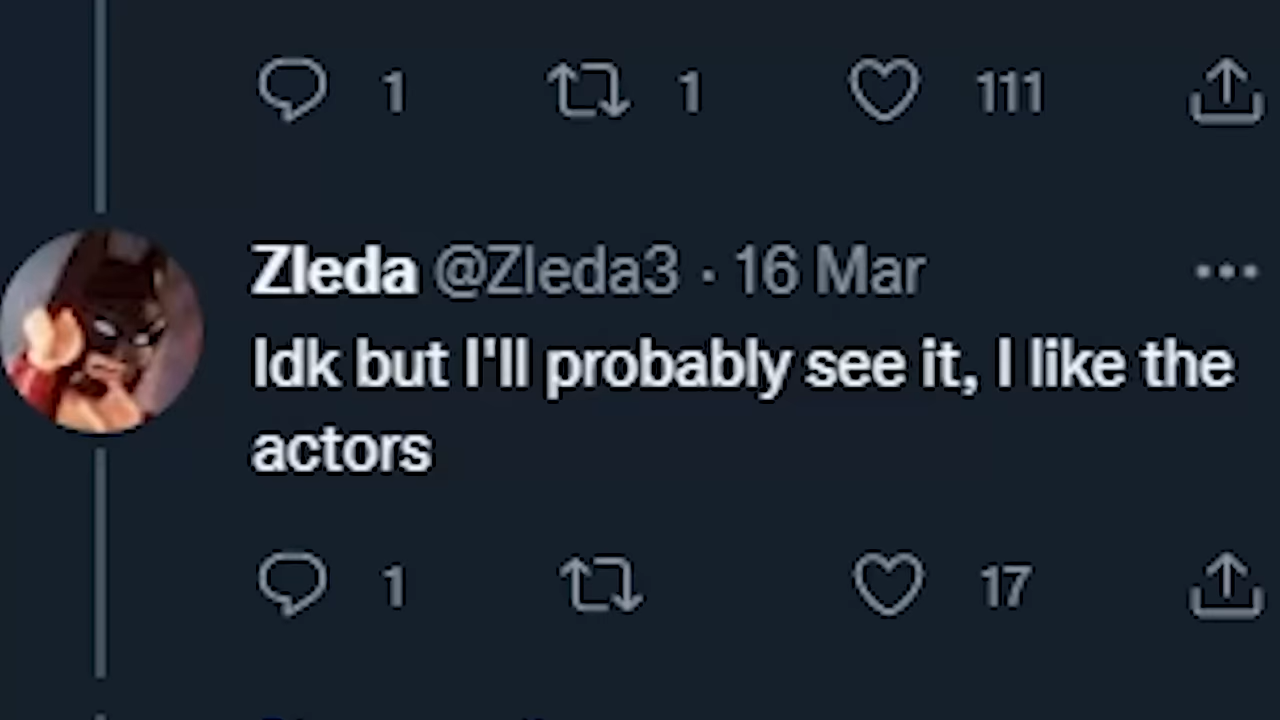 1 1 111
Zleda @Zleda3 · 16 Mar
Idk but I'll probably see it, I like the
actors
1 17